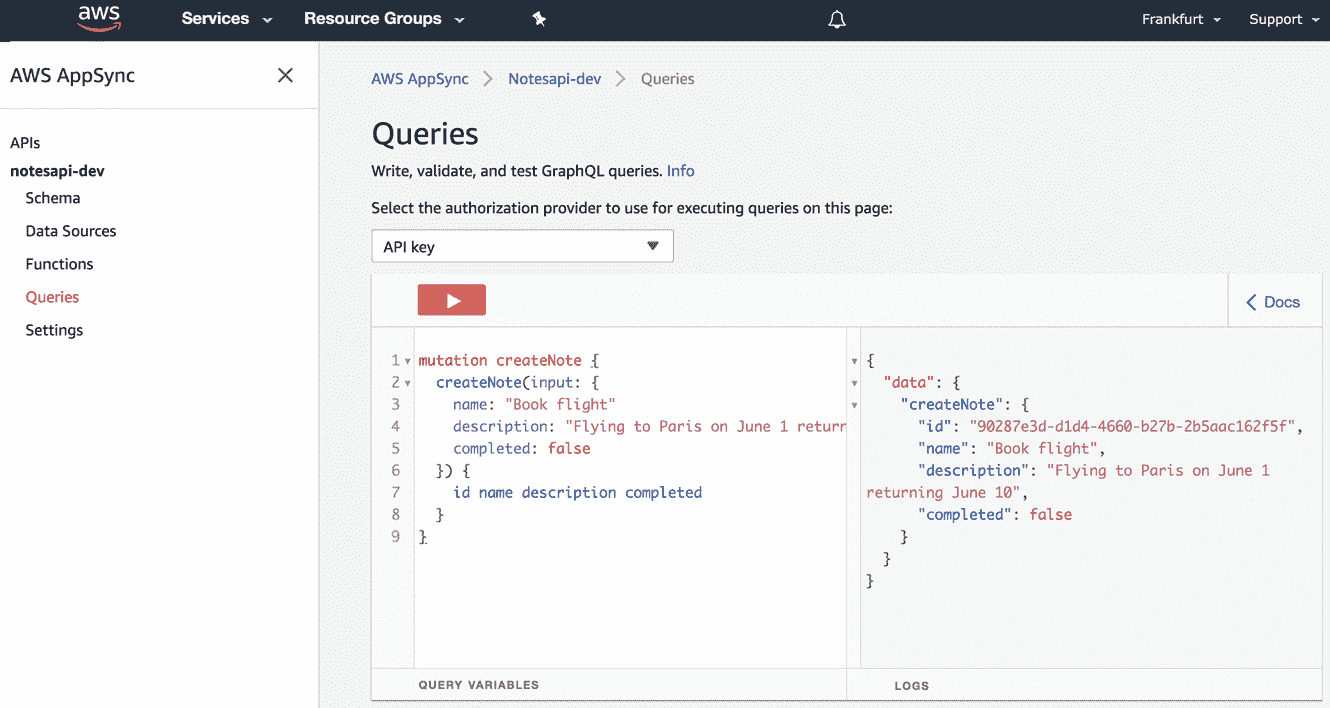 aws
Services
Resource Groups
Frankfurt
Support
AWS AppSync
APIs
notesapi-dev
Schema
Data Sources
Functions
Queries
Settings
AWS AppSync > Notesapi-dev > Queries
Queries
Write, validate, and test GraphQL queries. Info
Select the authorization provider to use for executing queries on this page:
API key
Docs
1 mutation createNote {
2 createNote(input: {
3 name: "Book flight"
4 description: "Flying to Paris on June 1 return
5 completed: false
6 }) {
7 id name description completed
8 }
9 }
{
"data": {
"createNote": {
"id": "90287e3d-d1d4-4660-b27b-2b5aac162f5f",
"name": "Book flight",
"description": "Flying to Paris on June 1
returning June 10",
"completed": false
}
}
}
QUERY VARIABLES
LOGS